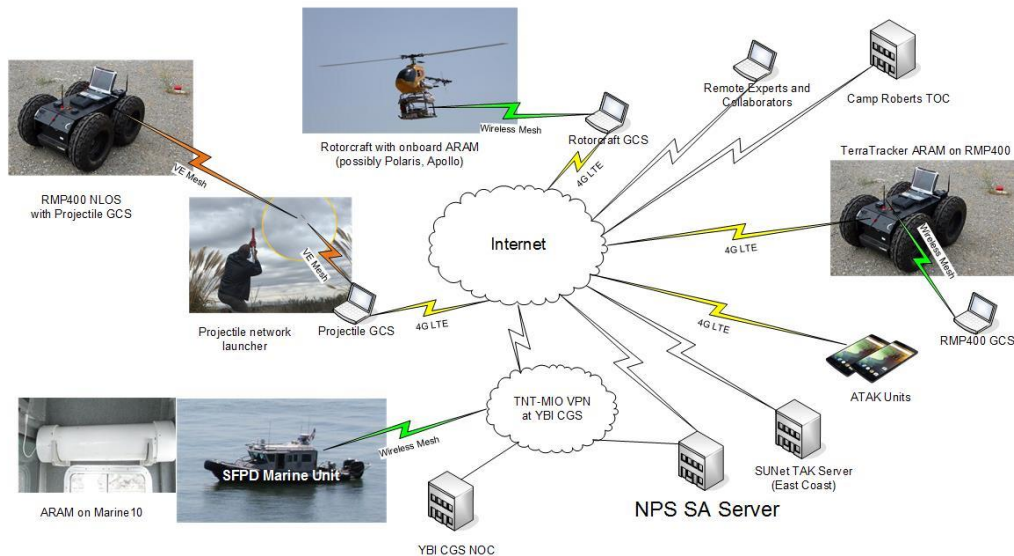 Wireless Mesh
Rotorcraft with onboard ARAM
(possibly Polaris, Apollo)
Rotorcraft GCS
4G LTE
Remote Experts and
Collaborators
Camp Roberts TOC
VE Mesh
RMP400 NLOS
with Projectile GCS
TerraTracker ARAM on RMP400
Wireless Mesh
4G LTE
RMP400 GCS
Internet
VE Mesh
Projectile network
launcher
Projectile GCS
4G LTE
4G LTE
ATAK Units
TNT-MIO VPN
at YBI CGS
Wireless Mesh
SFPD Marine Unit
ARAM on Marine10
YBI CGS NOC
NPS SA Server
SUNet TAK Server
(East Coast)